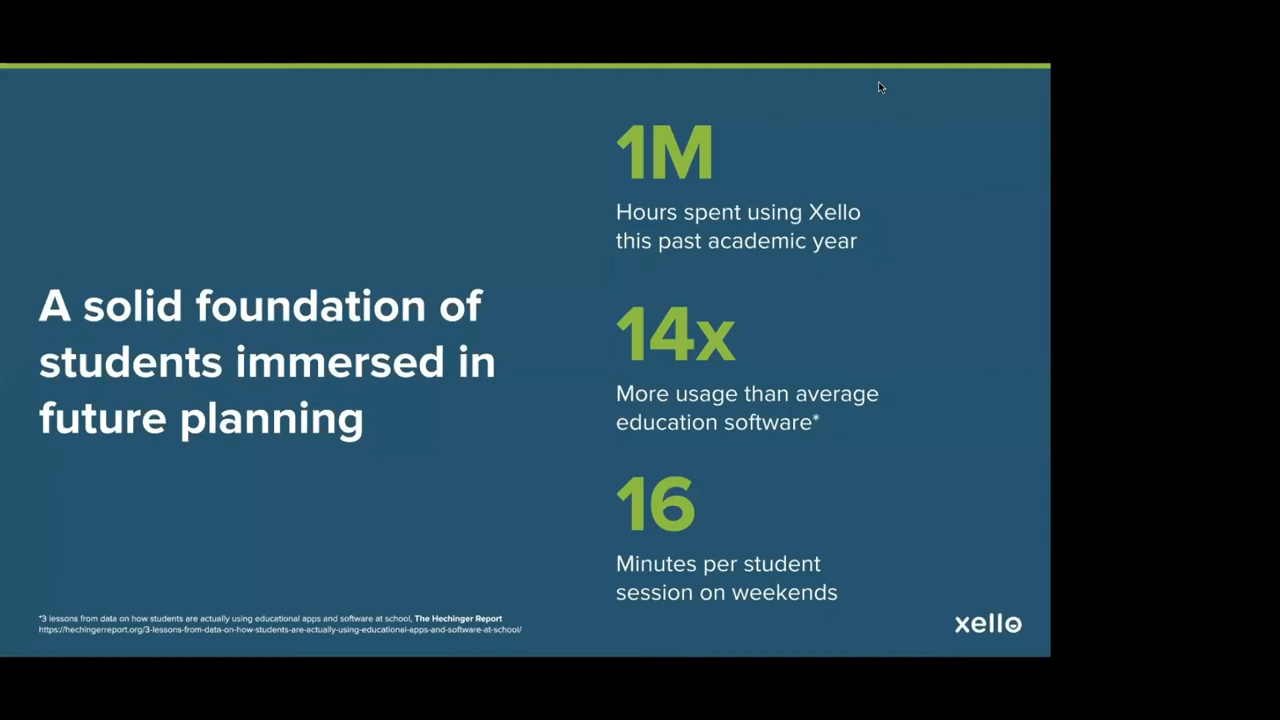 A solid foundation of
students immersed in
future planning
1M
Hours spent using Xello
this past academic year
14x
More usage than average
education software*
16
Minutes per student
session on weekends
*3 lessons from data on how students are actually using educational apps and software at school, The Hechinger Report
https://hechingerreport.org/3-lessons-from-data-on-how-students-are-actually-using-educational-apps-and-software-at-school/
xello